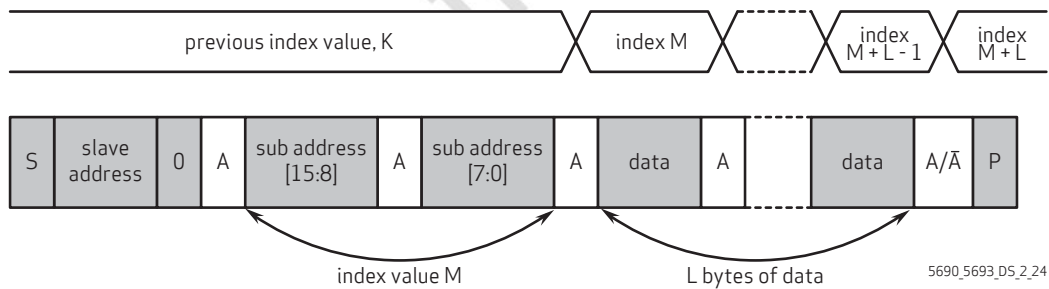 previous index value, K
index M
index
M + L - 1
index
M + L
S
slave
address
0
A
sub address
[15:8]
A
sub address
[7:0]
A
data
A
data
A/Ā
P
index value M
L bytes of data
5690_5693_DS_2_24